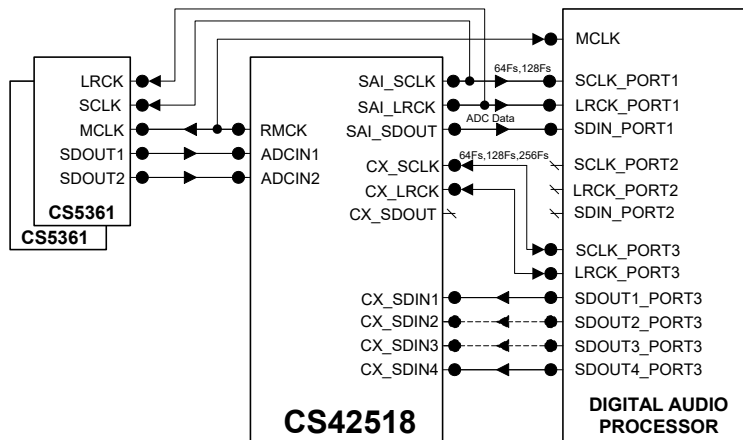 MCLK
64Fs,128Fs
LRCK
SAI_SCLK
SCLK_PORT1
SCLK
SAI_LRCK
LRCK_PORT1
ADC Data
MCLK
RMCK
SAI_SDOUT
SDIN_PORT1
SDOUT1
ADCIN1
64Fs,128Fs,256Fs
CX_SCLK
SCLK_PORT2
SDOUT2
ADCIN2
CX_LRCK
LRCK_PORT2
CS5361
CX_SDOUT
SDIN_PORT2
CS5361
SCLK_PORT3
LRCK_PORT3
CX_SDIN1
SDOUT1_PORT3
CX_SDIN2
SDOUT2_PORT3
CX_SDIN3
SDOUT3_PORT3
CX_SDIN4
SDOUT4_PORT3
CS42518
DIGITAL AUDIO
PROCESSOR